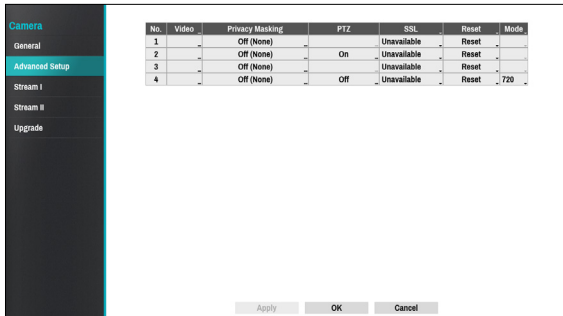 Camera
General
Advanced Setup
Stream I
Stream II
Upgrade
No. Video Privacy Masking PTZ SSL Reset Mode
1 Off (None) Unavailable Reset
2 Off (None) On Unavailable Reset
3 Off (None) Unavailable Reset
4 Off (None) Off Unavailable Reset 720
Apply OK Cancel